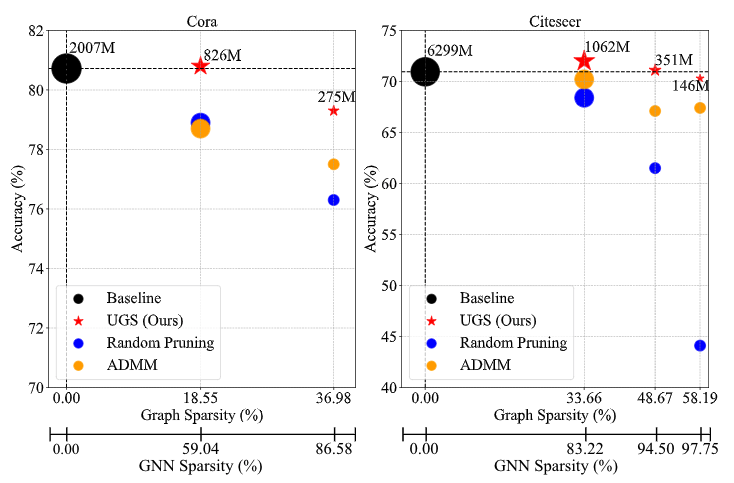 Cora
82
80
78
76
74
72
70
Accuracy (%)
2007M
826M
275M
Baseline
UGS (Ours)
Random Pruning
ADMM
0.00
18.55
36.98
Graph Sparsity (%)
0.00
59.04
86.58
GNN Sparsity (%)
Citeseer
75
70
65
60
55
50
45
40
Accuracy (%)
6299M
1062M
351M
146M
Baseline
UGS (Ours)
Random Pruning
ADMM
0.00
33.66
48.67
58.19
Graph Sparsity (%)
0.00
83.22
94.50
97.75
GNN Sparsity (%)